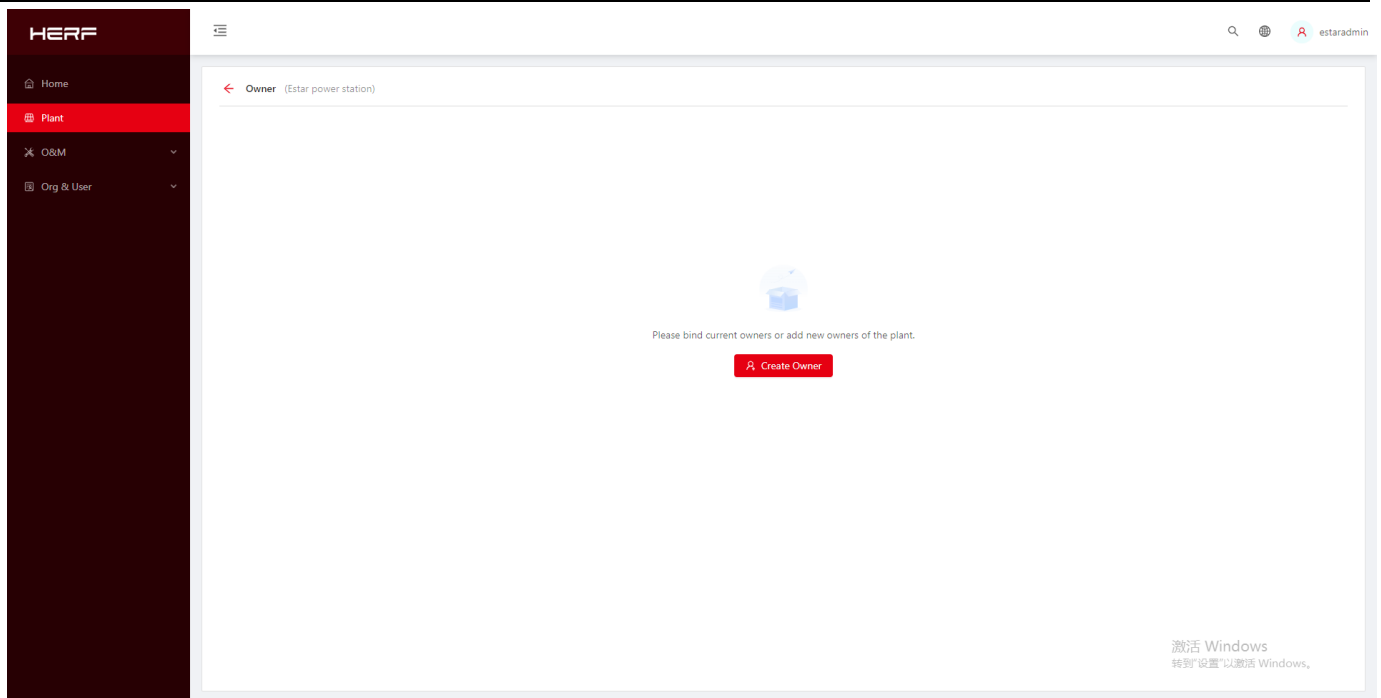 HERF
estaradmin
Home
Plant
O&M
Org & User
Owner (Estar power station)
Please bind current owners or add new owners of the plant.
Create Owner
激活 Windows
转到"设置"以激活 Windows。